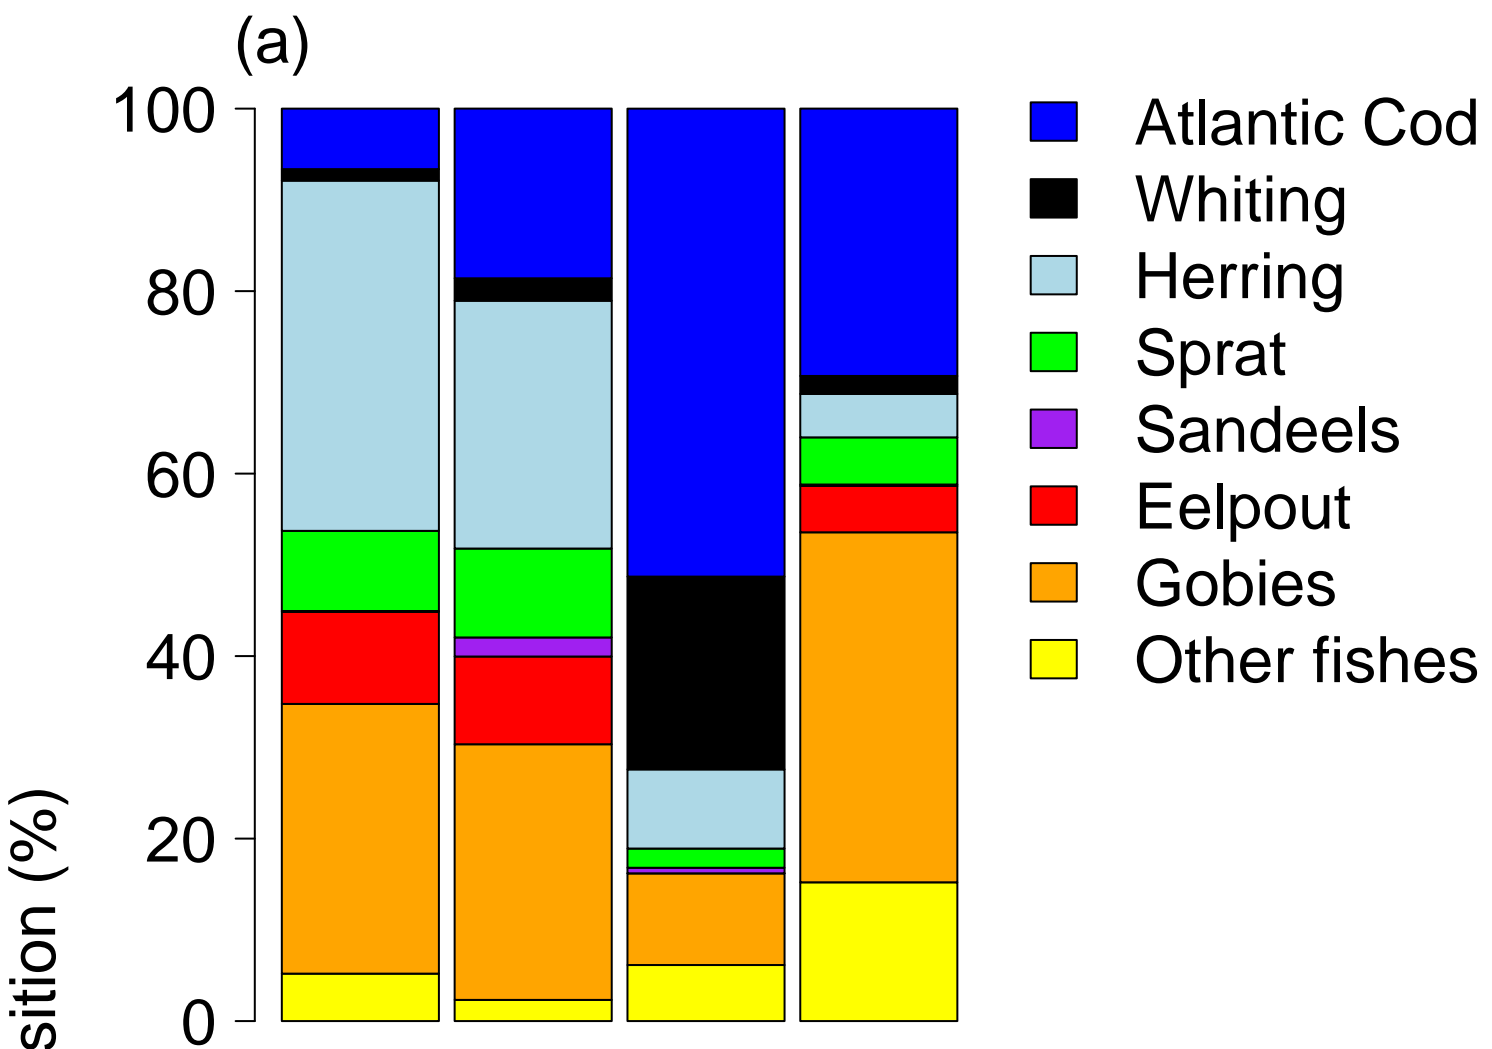 (a)
100
80
60
40
20
0
sition (%)
Atlantic Cod
Whiting
Herring
Sprat
Sandeels
Eelpout
Gobies
Other fishes